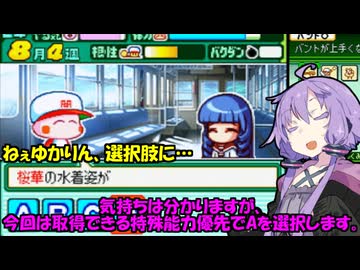 やる気
体力
バント○
8月4週
根性
バクダン
バントが上手くな
ねぇゆかりん、選択肢に…
桜華の水着姿が
気持ちは分かりますが、
今回は取得できる特殊能力優先でAを選択します。